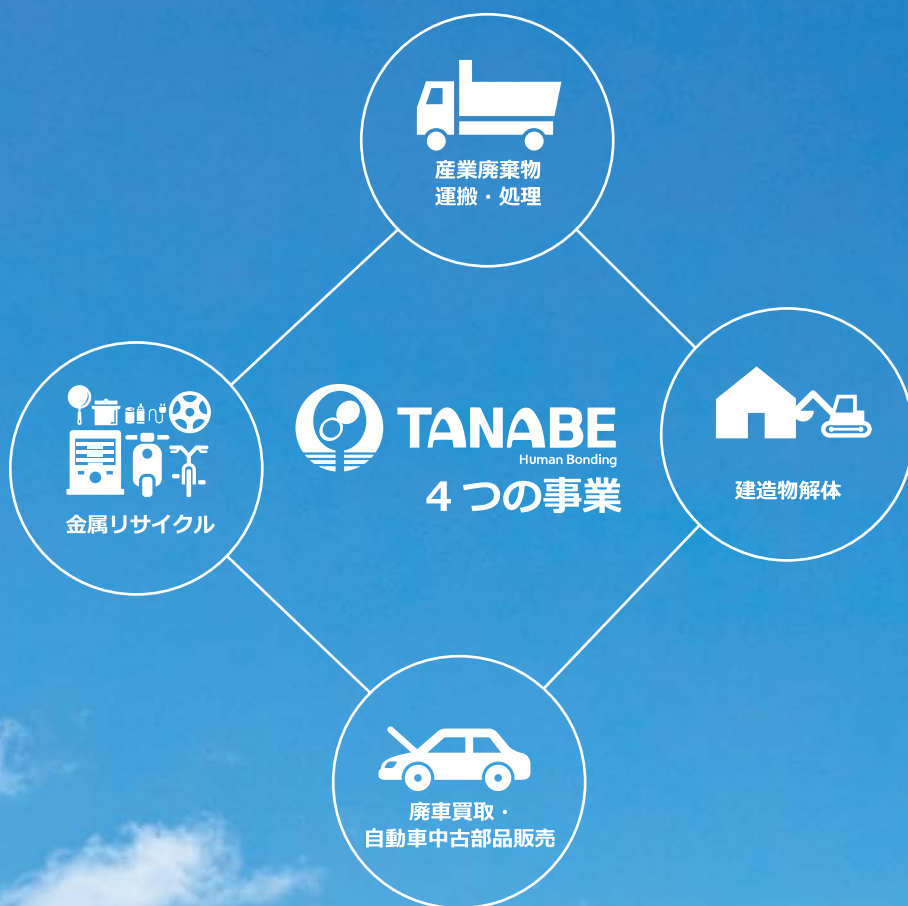 産業廃棄物
運搬・処理
TANABE
Human Bonding
4つの事業
金属リサイクル
建造物解体
廃車買取・
自動車中古部品販売